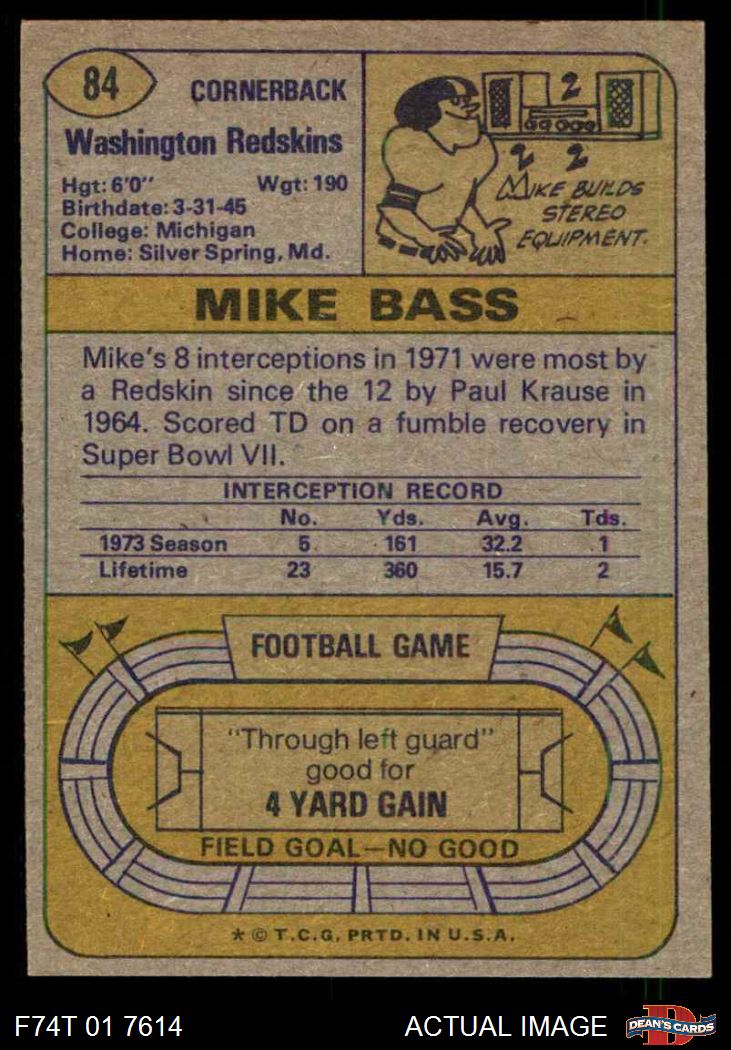 84
CORNERBACK
Washington Redskins
Hgt: 6'0" Wgt: 190
Birthdate: 3-31-45
College: Michigan
Home: Silver Spring, Md.
2
2 2
MIKE BUILDS
STEREO
EQUIPMENT.
MIKE BASS
Mike's 8 interceptions in 1971 were most by
a Redskin since the 12 by Paul Krause in
1964. Scored TD on a fumble recovery in
Super Bowl VII.
INTERCEPTION RECORD
No. Yds. Avg. Tds.
1973 Season 5 161 32.2 1
Lifetime 23 360 15.7 2
FOOTBALL GAME
"Through left guard"
good for
4 YARD GAIN
FIELD GOAL—NO GOOD
* © T.C.G. PRTD. IN U.S.A.
F74T 01 7614 ACTUAL IMAGE
D
DEAN'S CARDS